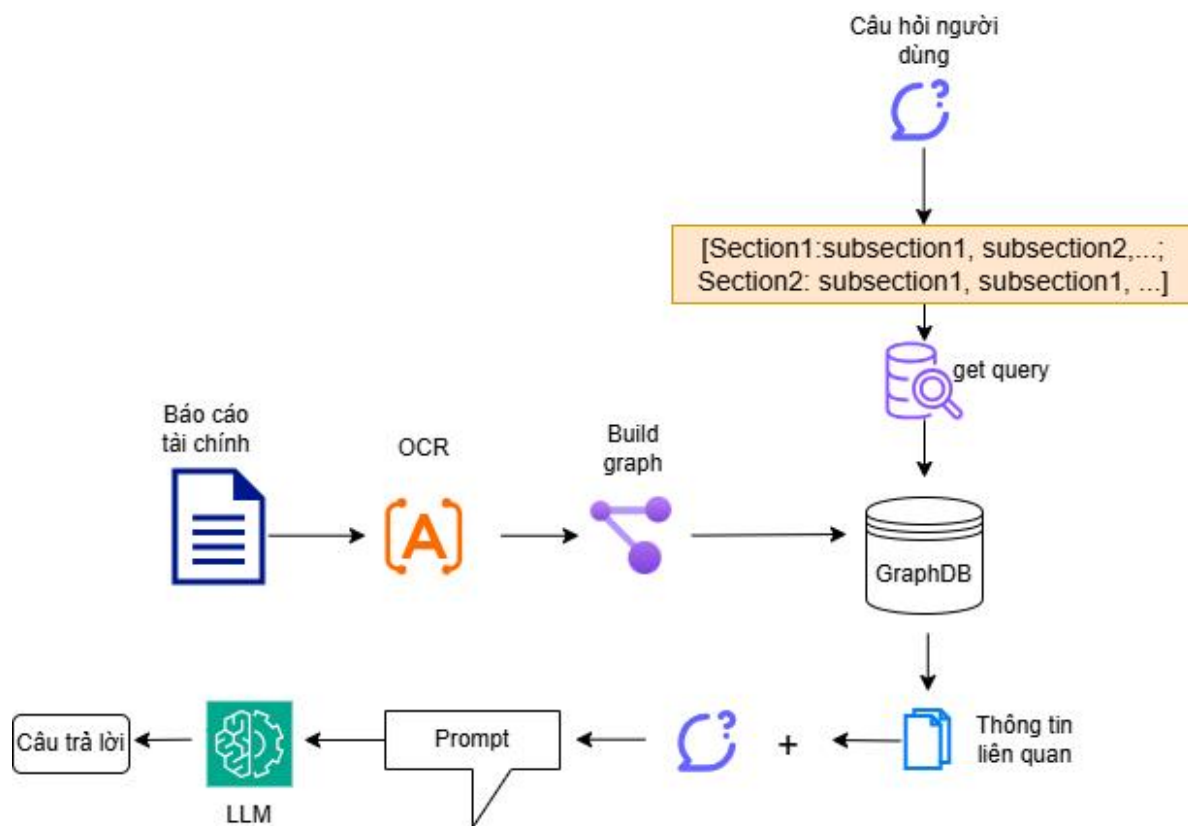 Câu hỏi người
dùng
[Section1:subsection1, subsection2,...;
Section2: subsection1, subsection1, ...]
get query
Báo cáo
tài chính
OCR
Build
graph
GraphDB
Câu trả lời
LLM
Prompt
+
Thông tin
liên quan